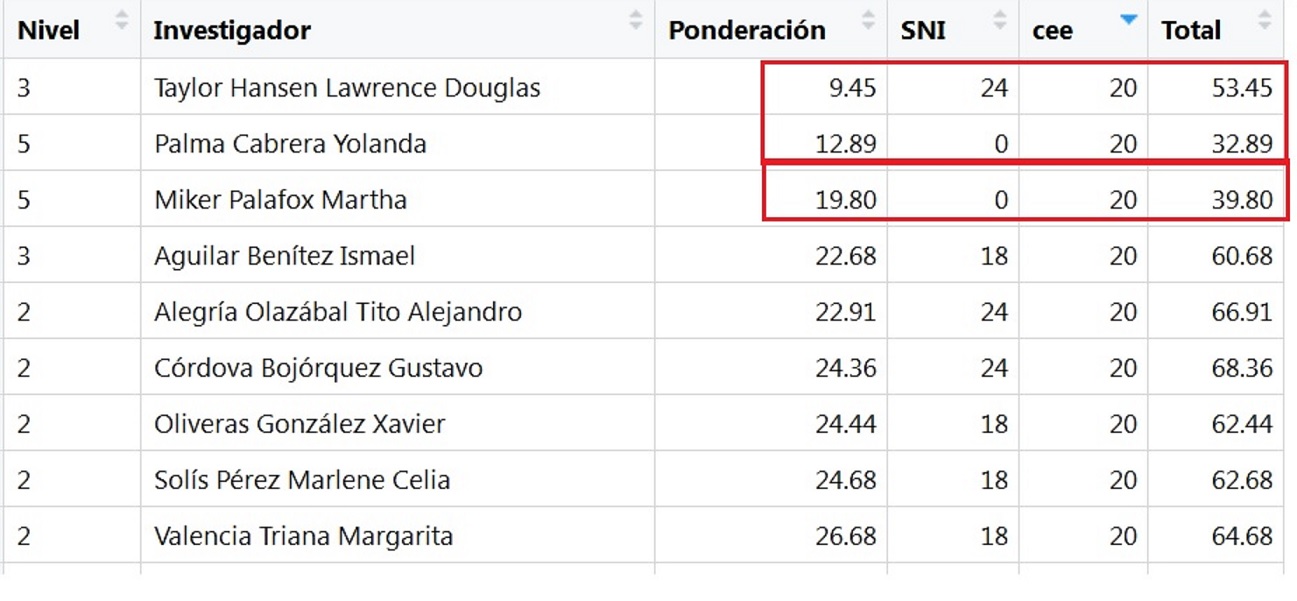 Nivel Investigador Ponderación SNI cee Total
3 Taylor Hansen Lawrence Douglas 9.45 24 20 53.45
5 Palma Cabrera Yolanda 12.89 0 20 32.89
5 Miker Palafox Martha 19.80 0 20 39.80
3 Aguilar Benítez Ismael 22.68 18 20 60.68
2 Alegría Olazábal Tito Alejandro 22.91 24 20 66.91
2 Córdova Bojórquez Gustavo 24.36 24 20 68.36
2 Oliveras González Xavier 24.44 18 20 62.44
2 Solís Pérez Marlene Celia 24.68 18 20 62.68
2 Valencia Triana Margarita 26.68 18 20 64.68